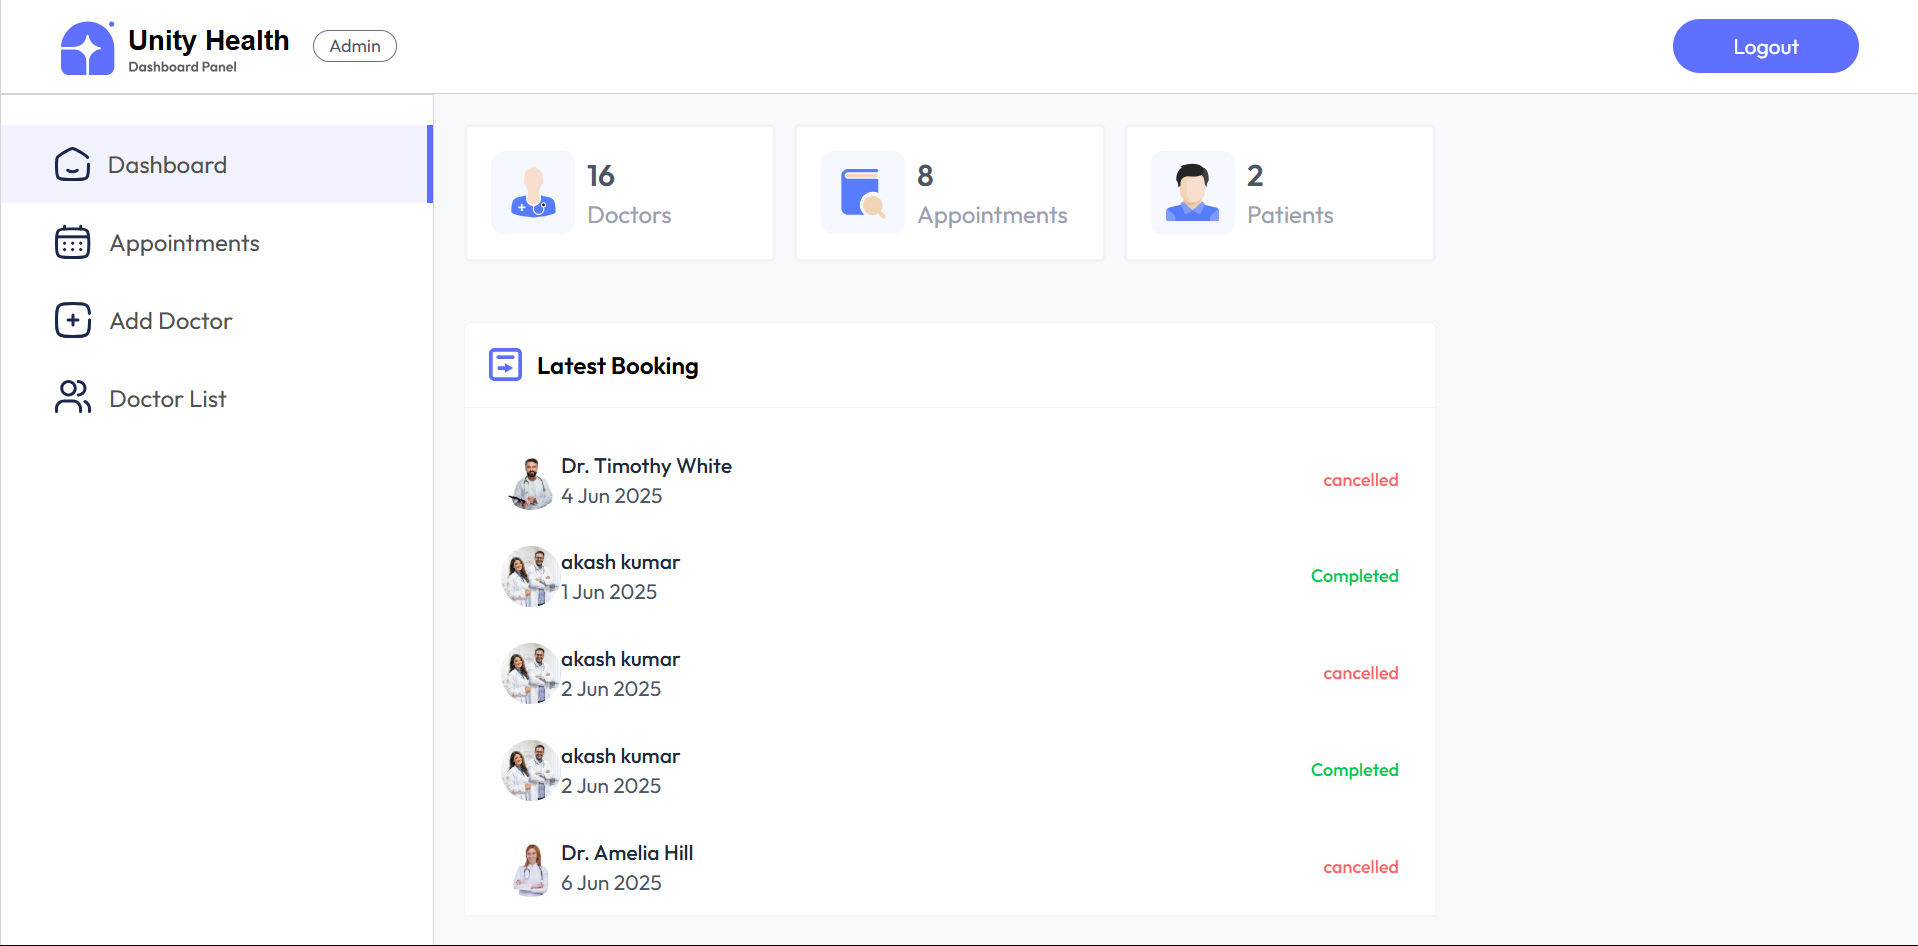 Unity Health
Dashboard Panel
Admin
Logout
Dashboard
Appointments
Add Doctor
Doctor List
16
Doctors
8
Appointments
2
Patients
Latest Booking
Dr. Timothy White
4 Jun 2025
cancelled
akash kumar
1 Jun 2025
Completed
akash kumar
2 Jun 2025
cancelled
akash kumar
2 Jun 2025
Completed
Dr. Amelia Hill
6 Jun 2025
cancelled